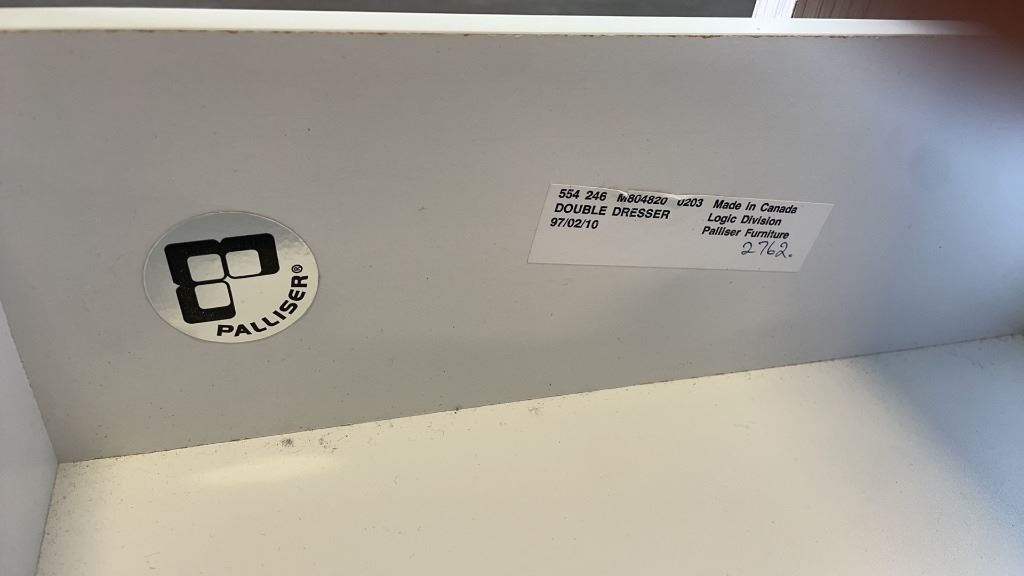 PALLISER®
554 246 M804820 0203 Made in Canada
DOUBLE DRESSER Logic Division
97/02/10 Palliser Furniture
2762.